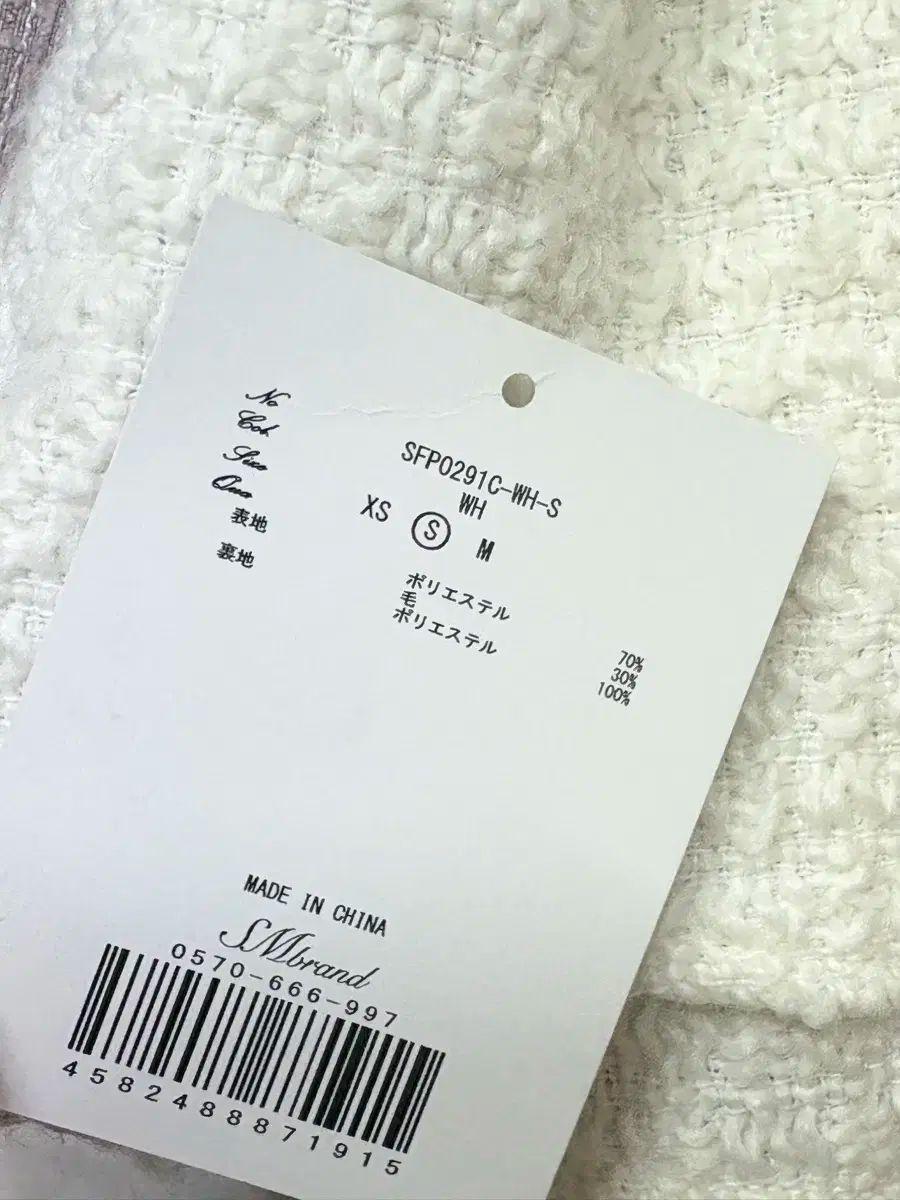 No
Col.
Size
Qua
表地
裏地
SFP0291C-WH-S
WH
XS Ⓢ M
ポリエステル 70%
毛 30%
ポリエステル 100%
MADE IN CHINA
SMbrand
0570-666-997
4582488871915